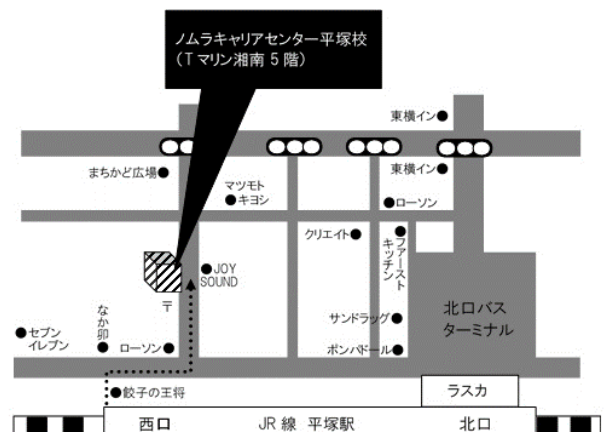 ノムラキャリアセンター平塚校
(Tマリン湘南5階)
東横イン
まちかど広場
東横イン
マツモト
キヨシ
ローソン
クリエイト
ファースト
キッチン
JOY
SOUND
〒
なか卯
北口バス
ターミナル
サンドラッグ
セブン
イレブン
ローソン
ポンパドール
餃子の王将
ラスカ
西口
JR線 平塚駅
北口